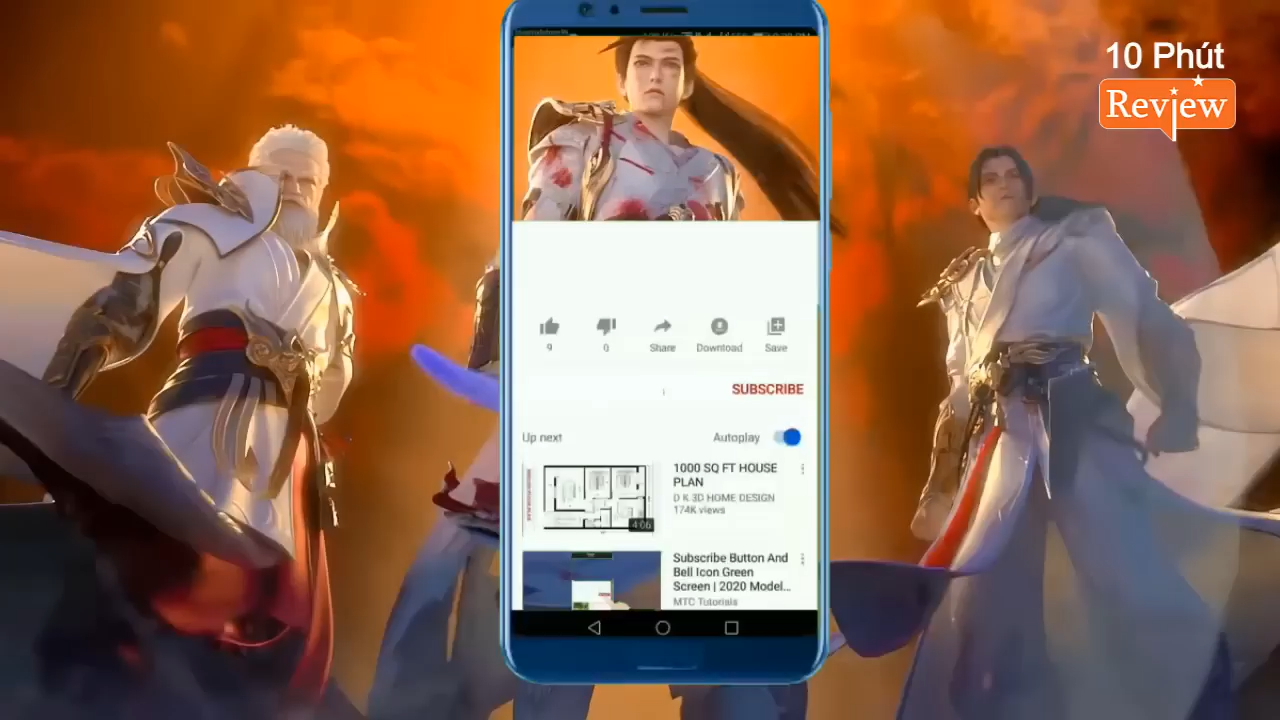 10 Phút
Review
9
0
Share
Download
Save
SUBSCRIBE
Up next
Autoplay
1000 SQ FT HOUSE
PLAN
D K 3D HOME DESIGN
174K views
4:06
Subscribe Button And
Bell Icon Green
Screen | 2020 Model...
MTC Tutorials